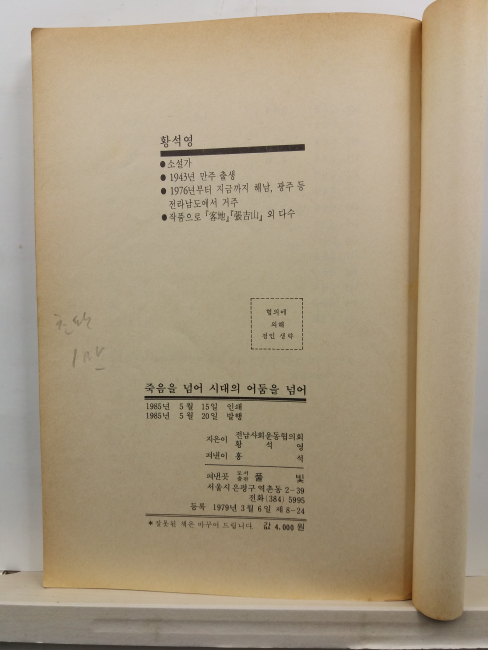 황석영
● 소설가
● 1943년 만주 출생
● 1976년부터 지금까지 해남, 광주 등
전라남도에서 거주
● 작품으로 「客地」「張吉山」 외 다수
협의에
의해
검인 생략
죽음을 넘어 시대의 어둠을 넘어
1985년 5월 15일 인쇄
1985년 5월 20일 발행
지은이 전남사회운동협의회
황석영
펴낸이 홍석
펴낸곳 도서출판 풀빛
서울시 은평구 역촌동 2-39
전화 (384) 5995
등록 1979년 3월 6일 제 8-24
* 잘못된 책은 바꾸어 드립니다. 값 4,000원